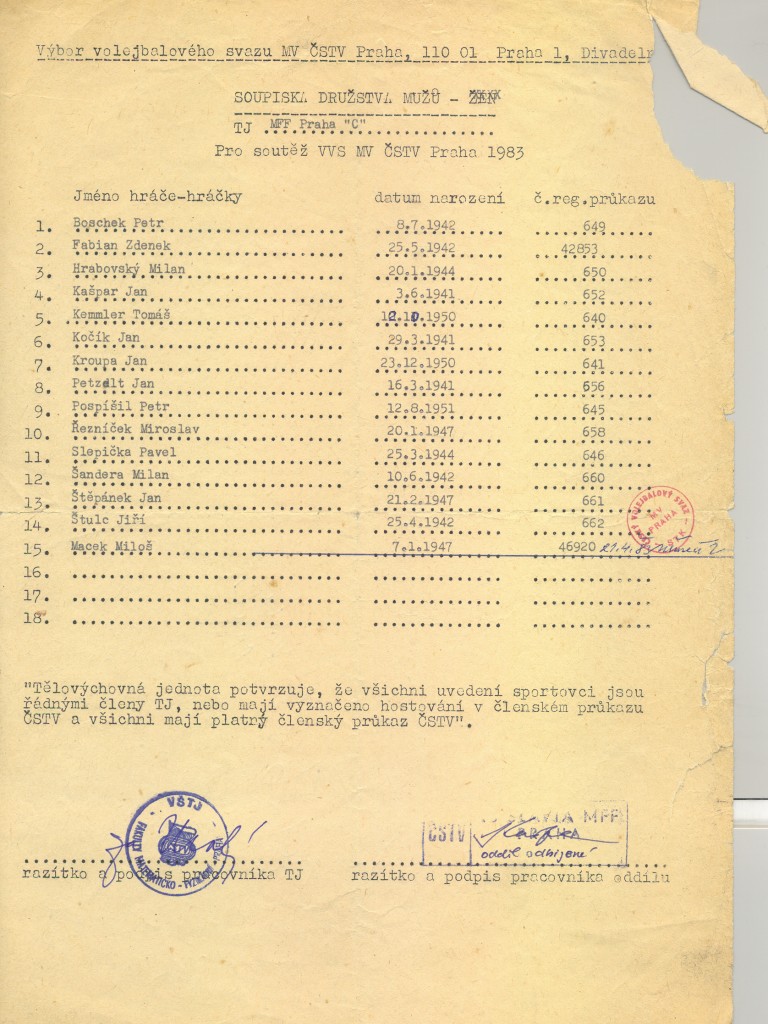 Výbor volejbalového svazu MV ČSTV Praha, 110 01 Praha 1, Divadeln
SOUPISKA DRUŽSTVA MUŽŮ - ŽEN
TJ MFF Praha "C"
Pro soutěž VVS MV ČSTV Praha 1983
Jméno hráče-hráčky datum narození č.reg.průkazu
1. Boschek Petr 8.7.1942 649
2. Fabian Zdenek 25.5.1942 42853
3. Hrabovský Milan 20.1.1944 650
4. Kašpar Jan 3.6.1941 652
5. Kemmler Tomáš 12.10.1950 640
6. Kočík Jan 29.3.1941 653
7. Kroupa Jan 23.12.1950 641
8. Petzelt Jan 16.3.1941 656
9. Pospíšil Petr 12.8.1951 645
10. Řezníček Miroslav 20.1.1947 658
11. Slepička Pavel 25.3.1944 646
12. Šandera Milan 10.6.1942 660
13. Štěpánek Jan 21.2.1947 661
14. Štulc Jiří 25.4.1942 662
VOLEJBALOVÝ SVAZ MV PRAHA
15. Macek Miloš 7.1.1947 46920
16.
17.
18.
"Tělovýchovná jednota potvrzuje, že všichni uvedení sportovci jsou
řádnými členy TJ, nebo mají vyznačeno hostování v členském průkazu
ČSTV a všichni mají platný členský průkaz ČSTV".
VŠTJ
ČSTV SLAVIA MFF
PRAHA
oddíl odbíjené
razítko a podpis pracovníka TJ razítko a podpis pracovníka oddílu